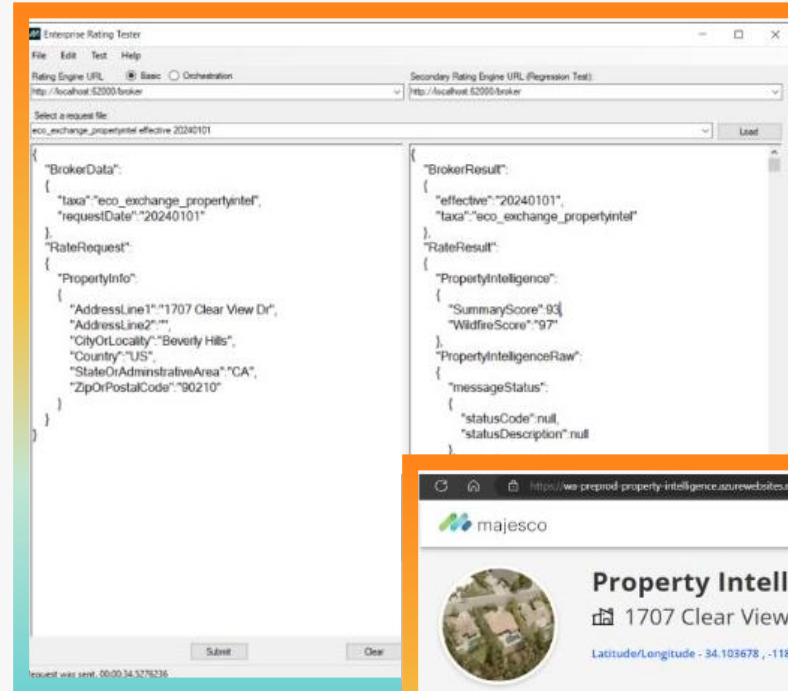 Enterprise Rating Tester
File Edit Test Help
Rating Engine URL Basic Orchestration
Secondary Rating Engine URL (Regression Test):
http://localhost:62000/broker
http://localhost:62000/broker
Select a request file:
eco_exchange_propertyintel effective 20240101
Load
{
"BrokerData":
{
"taxa":"eco_exchange_propertyintel",
"requestDate":"20240101"
},
"RateRequest":
{
"PropertyInfo":
{
"AddressLine1":"1707 Clear View Dr",
"AddressLine2":"",
"CityOrLocality":"Beverly Hills",
"Country":"US",
"StateOrAdminstrativeArea":"CA",
"ZipOrPostalCode":"90210"
}
}
}
{
"BrokerResult":
{
"effective":"20240101",
"taxa":"eco_exchange_propertyintel"
},
"RateResult":
{
"PropertyIntelligence":
{
"SummaryScore":93,
"WildfireScore":"97"
},
"PropertyIntelligenceRaw":
{
"messageStatus":
{
"statusCode":null,
"statusDescription":null
}
Submit
Clear
Request was sent. 00:00:34.5276236
https://wa-preprod-property-intelligence.azurewebsites.n
majesco
Property Intell
1707 Clear View
Latitude/Longitude - 34.103678 , -118